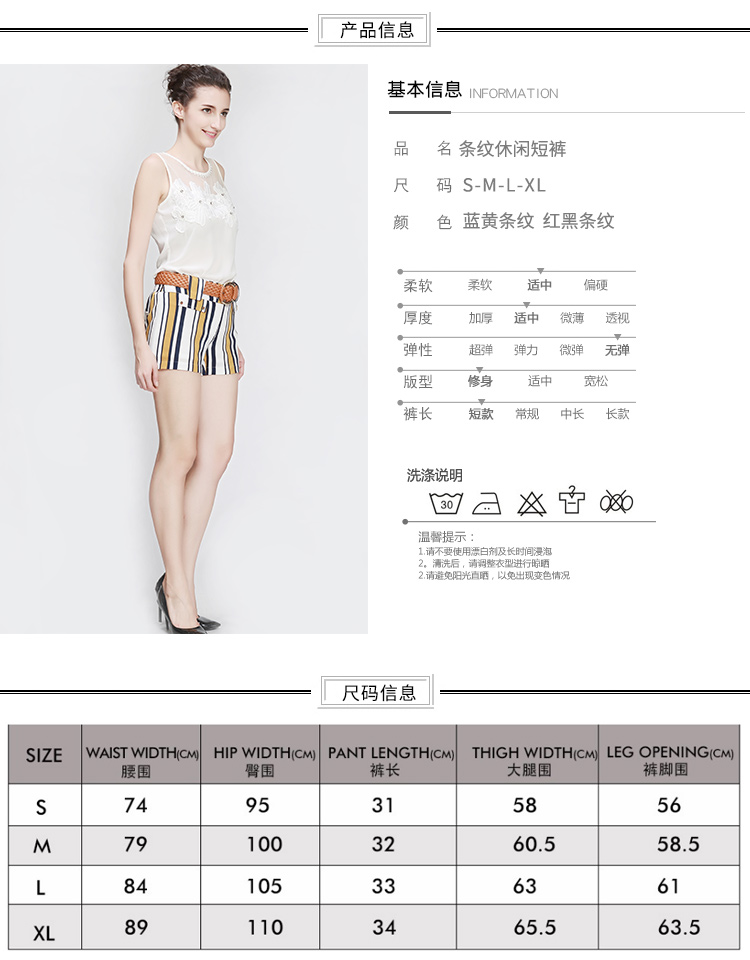 产品信息
基本信息 INFORMATION
品 名 条纹休闲短裤
尺 码 S-M-L-XL
颜 色 蓝黄条纹 红黑条纹
柔软 柔软 适中 偏硬
厚度 加厚 适中 微薄 透视
弹性 超弹 弹力 微弹 无弹
版型 修身 适中 宽松
裤长 短款 常规 中长 长款
洗涤说明
30
温馨提示：
1.请不要使用漂白剂及长时间漫泡
2。清洗后，请调整衣型进行晾晒
2.请避免阳光直晒，以免出现变色情况
尺码信息
SIZE WAIST WIDTH(CM) HIP WIDTH(CM) PANT LENGTH(CM) THIGH WIDTH(CM) LEG OPENING(CM)
腰围 臀围 裤长 大腿围 裤脚围
S 74 95 31 58 56
M 79 100 32 60.5 58.5
L 84 105 33 63 61
XL 89 110 34 65.5 63.5